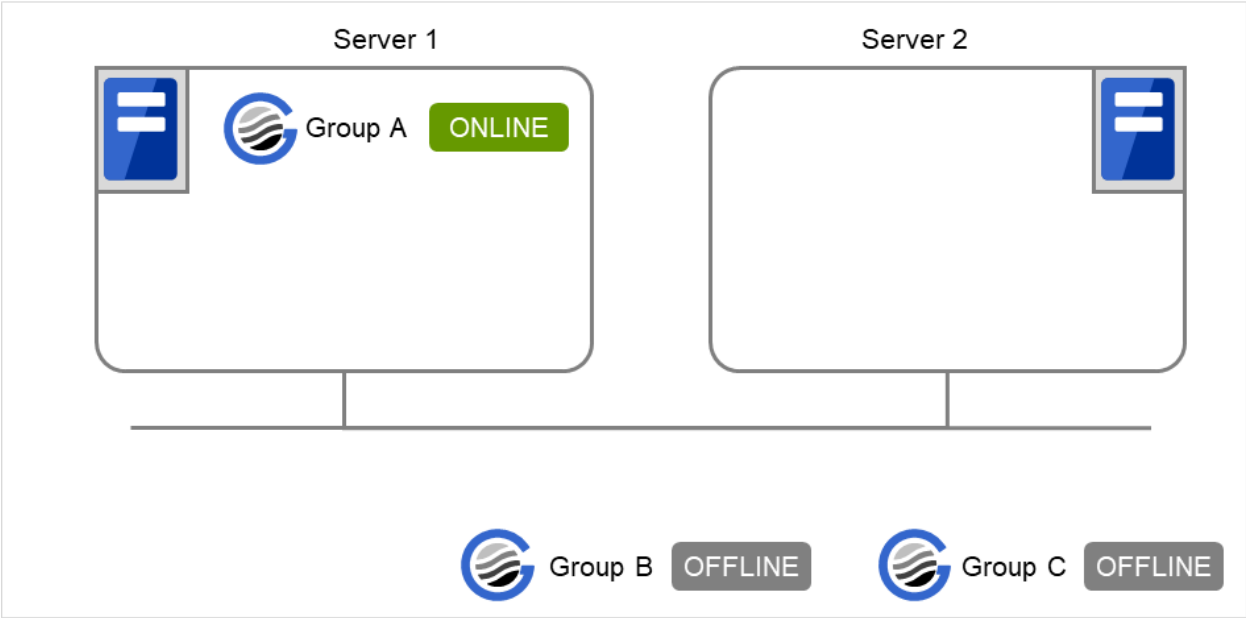 Server 1
Server 2
Group A ONLINE
Group B OFFLINE
Group C OFFLINE